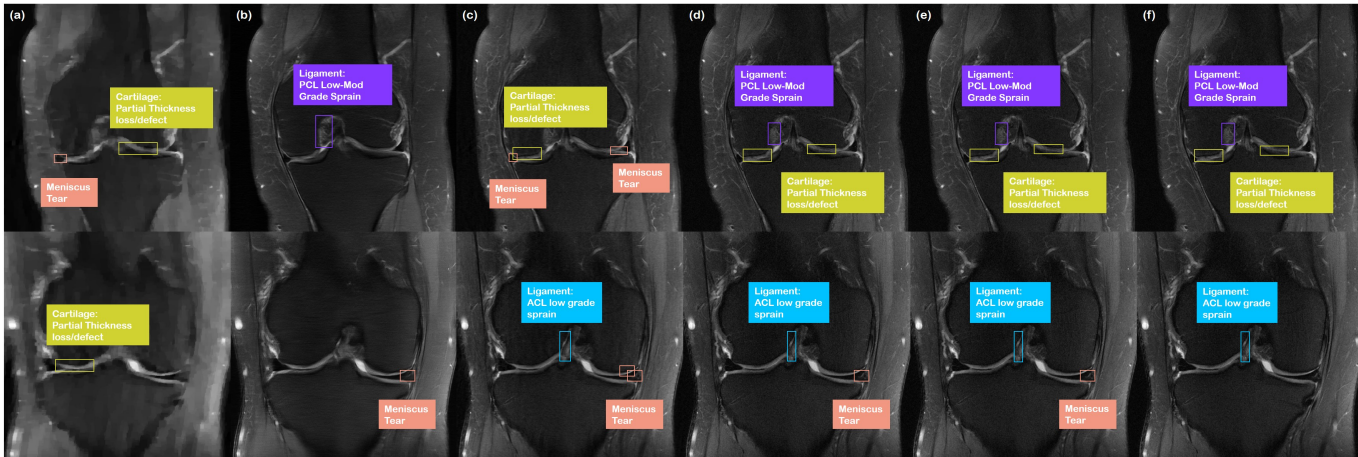 (a)
(b)
(c)
(d)
(e)
(f)
Cartilage:
Partial Thickness
loss/defect
Meniscus
Tear
Ligament:
PCL Low-Mod
Grade Sprain
Cartilage:
Partial Thickness
loss/defect
Meniscus
Tear
Meniscus
Tear
Ligament:
PCL Low-Mod
Grade Sprain
Cartilage:
Partial Thickness
loss/defect
Ligament:
PCL Low-Mod
Grade Sprain
Cartilage:
Partial Thickness
loss/defect
Ligament:
PCL Low-Mod
Grade Sprain
Cartilage:
Partial Thickness
loss/defect
Cartilage:
Partial Thickness
loss/defect
Meniscus
Tear
Ligament:
ACL low grade
sprain
Meniscus
Tear
Ligament:
ACL low grade
sprain
Meniscus
Tear
Ligament:
ACL low grade
sprain
Meniscus
Tear
Ligament:
ACL low grade
sprain